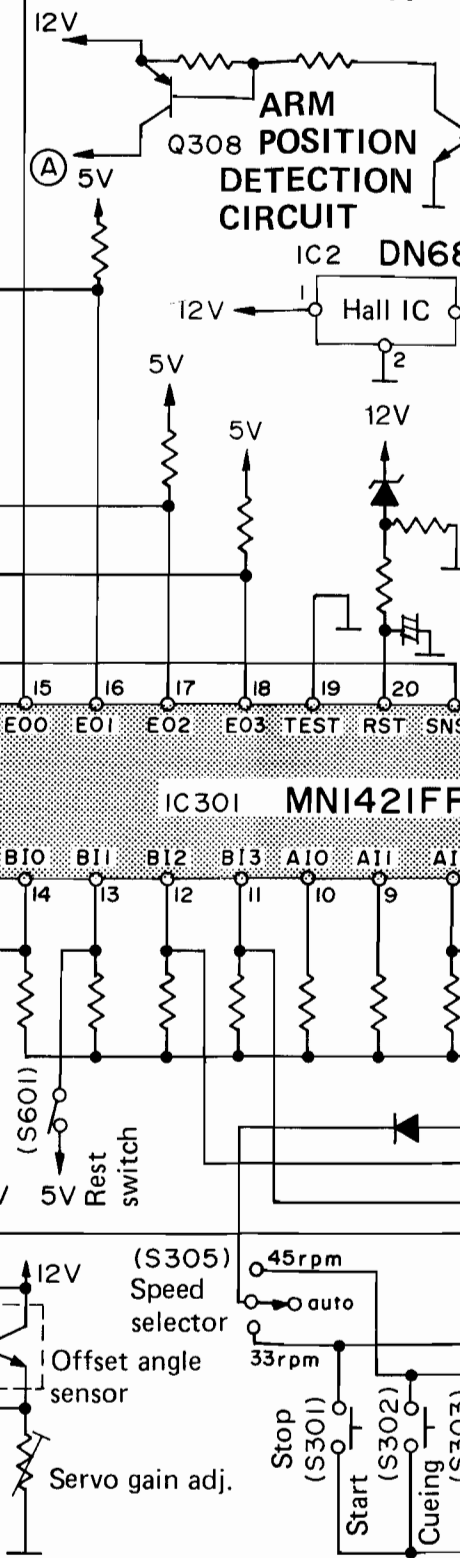 12V
ARM
Q308 POSITION
A
5V
DETECTION
CIRCUIT
IC2
1
12V
Hall IC
2
5V
12V
5V
15 16 17 18 19 20
EO0 EO1 EO2 EO3 TEST RST
IC301
BI0 BI1 BI2 BI3 AI0 AI1
14 13 12 11 10 9
(S601)
Rest
switch
5V
(S305)
Speed
selector
45rpm
auto
33rpm
12V
Offset angle
sensor
Servo gain adj.
Stop
(S301)
Start
(S302)
Cueing
(S303)